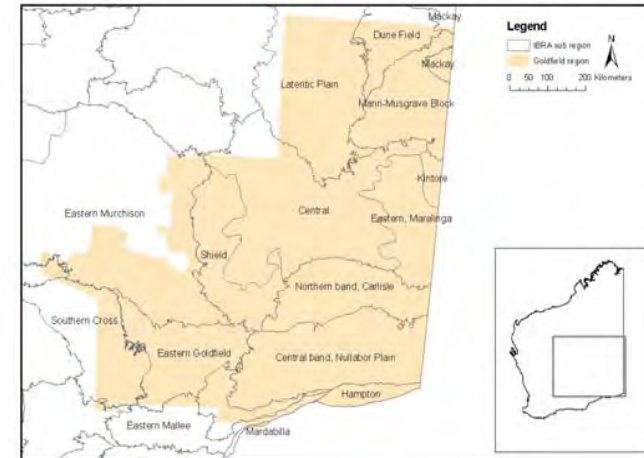 Mackay
Dune Field
Mackay
Lateritic Plain
Mann-Musgrave Block
Kintore
Central
Eastern Murchison
Eastern, Maralinga
Shield
Northern band, Carlisle
Southern Cross
Eastern Goldfield
Central band, Nullabor Plain
Hampton
Eastern Mallee
Mardabilla
Legend
IBRA sub region
Goldfield region
N
0 50 100 200 Kilometers